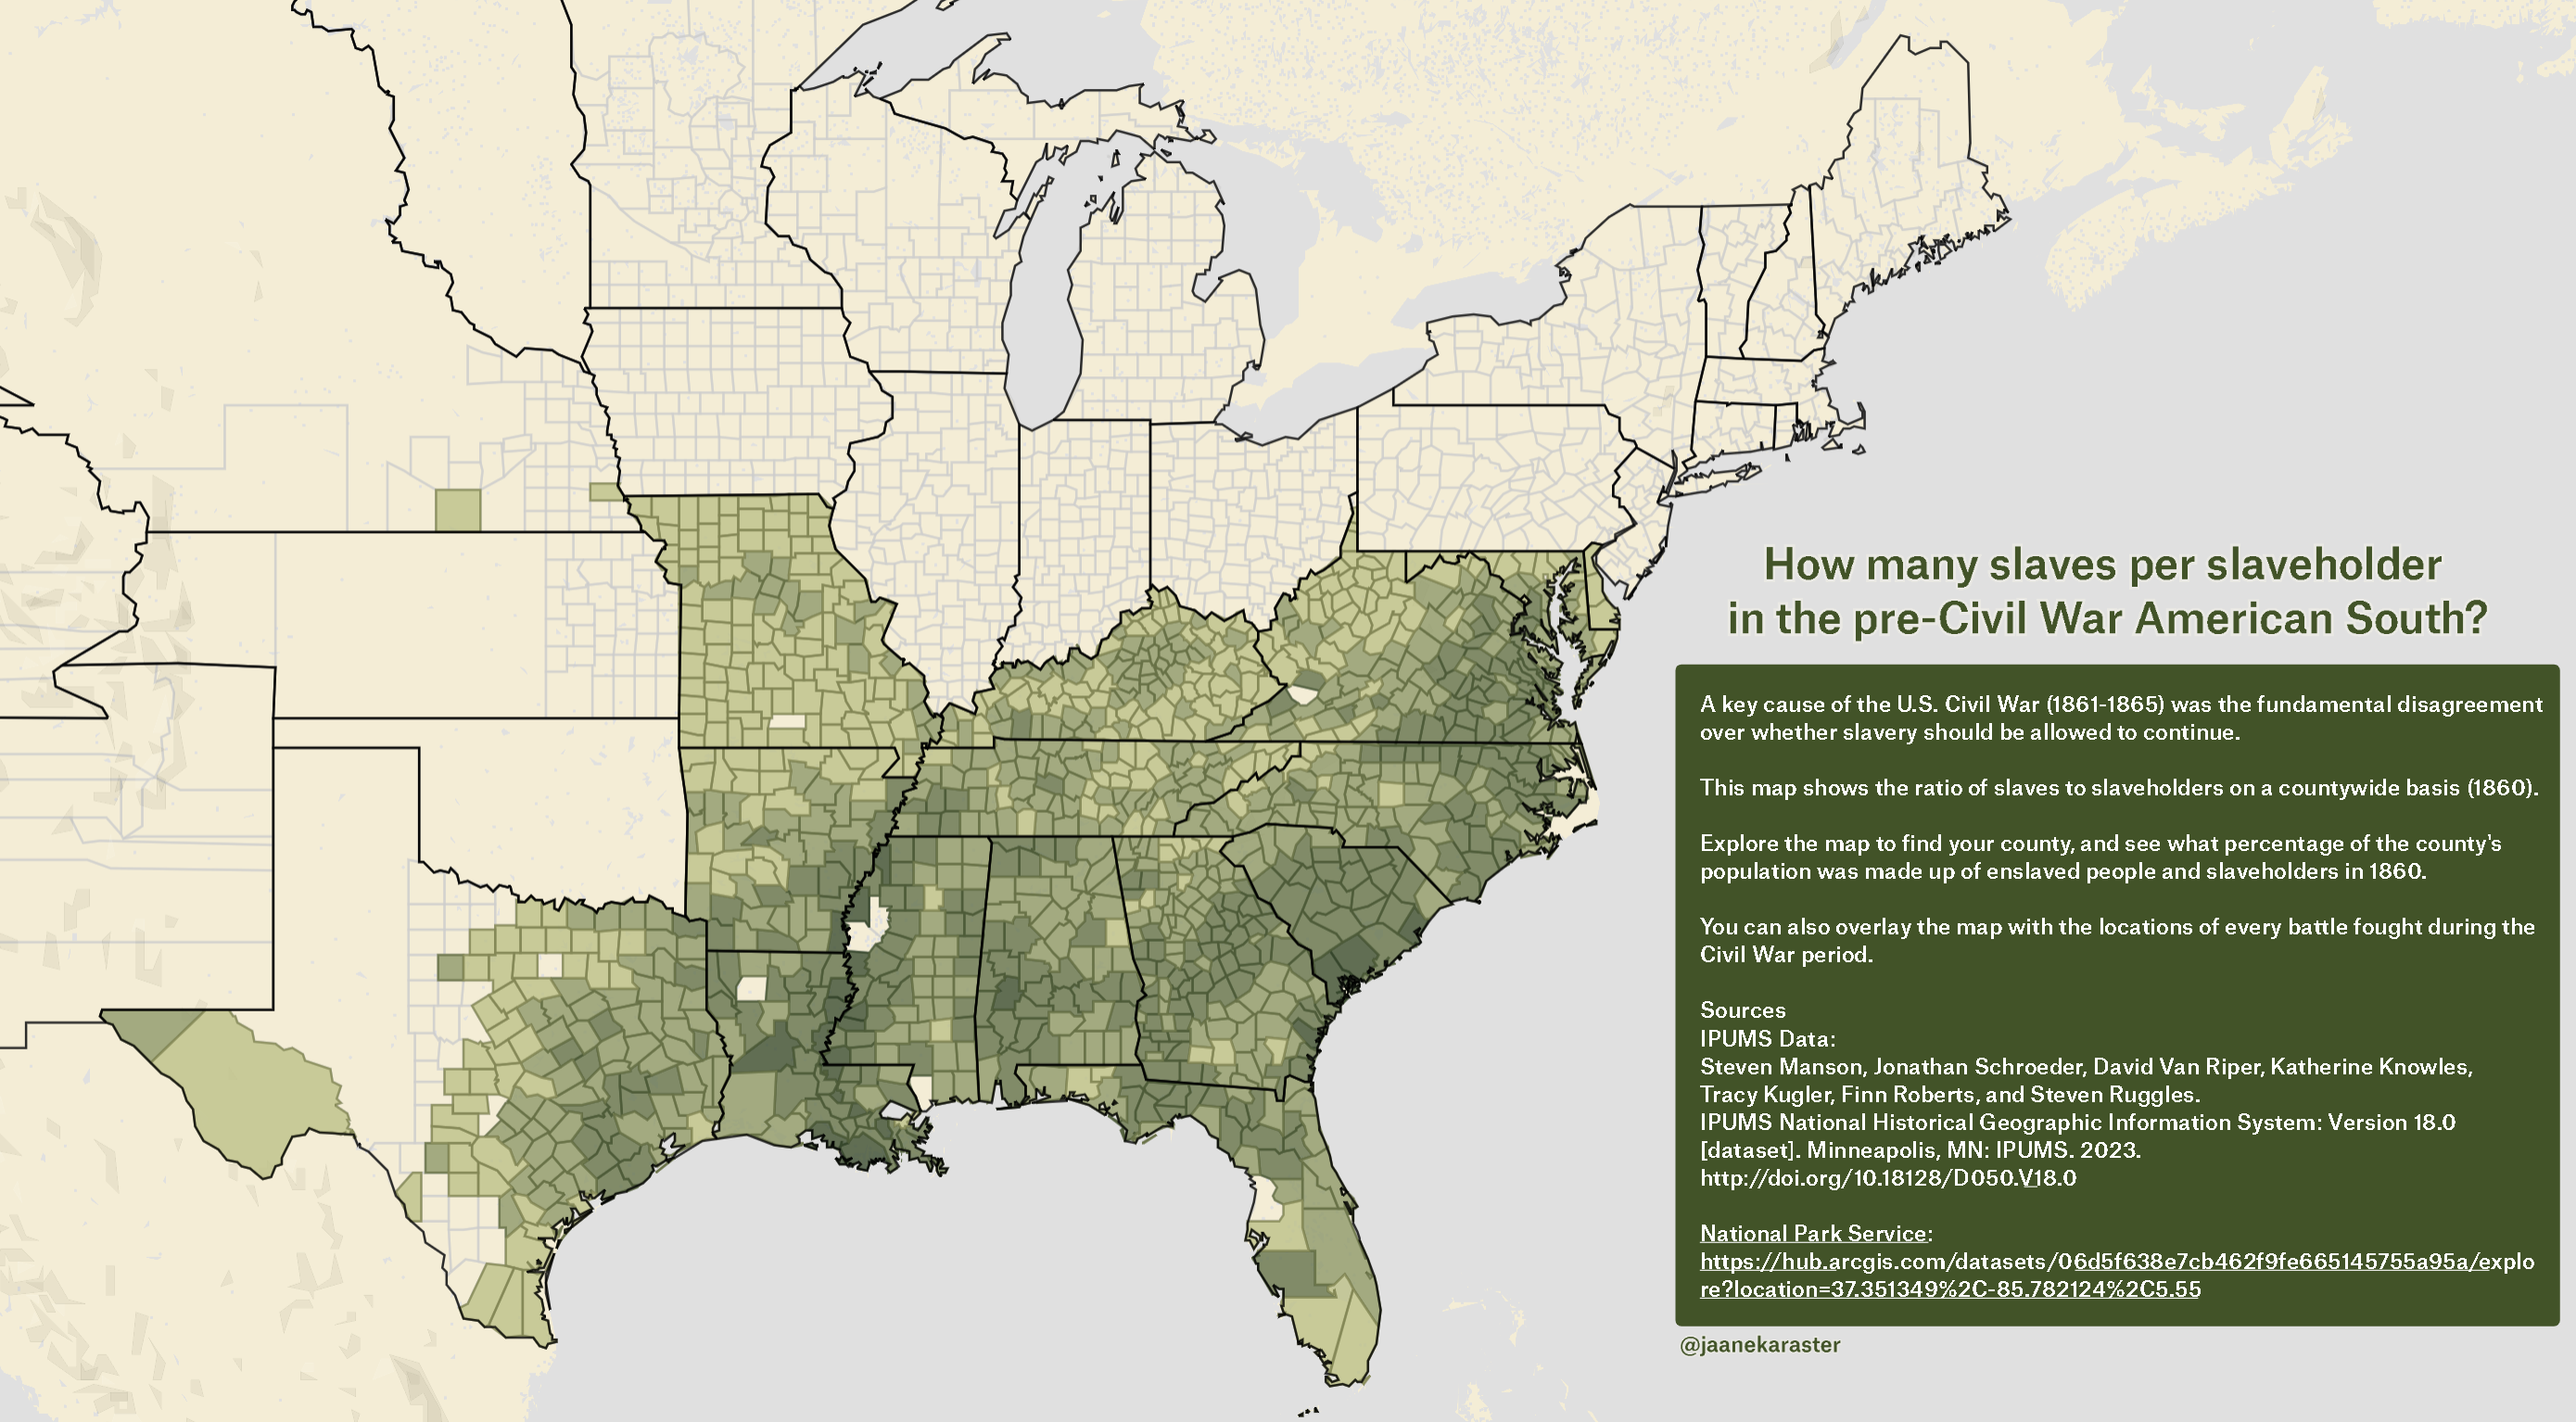 How many slaves per slaveholder
in the pre-Civil War American South?
A key cause of the U.S. Civil War (1861-1865) was the fundamental disagreement
over whether slavery should be allowed to continue.
This map shows the ratio of slaves to slaveholders on a countywide basis (1860).
Explore the map to find your county, and see what percentage of the county's
population was made up of enslaved people and slaveholders in 1860.
You can also overlay the map with the locations of every battle fought during the
Civil War period.
Sources
IPUMS Data:
Steven Manson, Jonathan Schroeder, David Van Riper, Katherine Knowles,
Tracy Kugler, Finn Roberts, and Steven Ruggles.
IPUMS National Historical Geographic Information System: Version 18.0
[dataset]. Minneapolis, MN: IPUMS. 2023.
http://doi.org/10.18128/D050.V18.0
National Park Service:
https://hub.arcgis.com/datasets/06d5f638e7cb462f9fe665145755a95a/explo
re?location=37.351349%2C-85.782124%2C5.55
@jaanekaraster